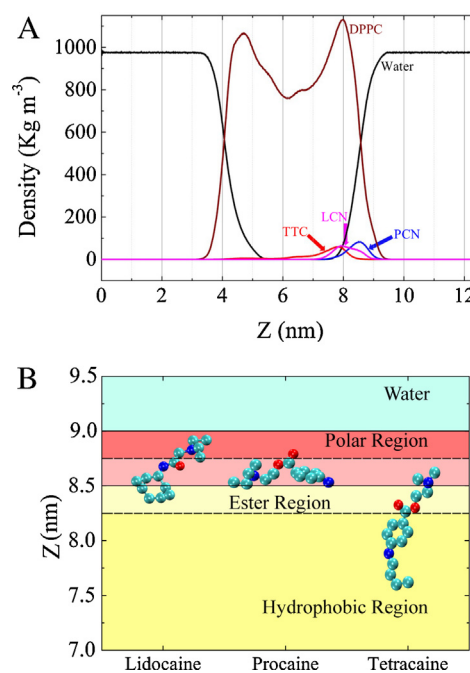 A
DPPC
Water
1000
800
600
400
200
0
Density (Kg m⁻³)
LCN
TTC
PCN
0 2 4 6 8 10 12
Z (nm)
B
9.5
9.0
8.5
8.0
7.5
7.0
Z(nm)
Water
Polar Region
Ester Region
Hydrophobic Region
Lidocaine Procaine Tetracaine